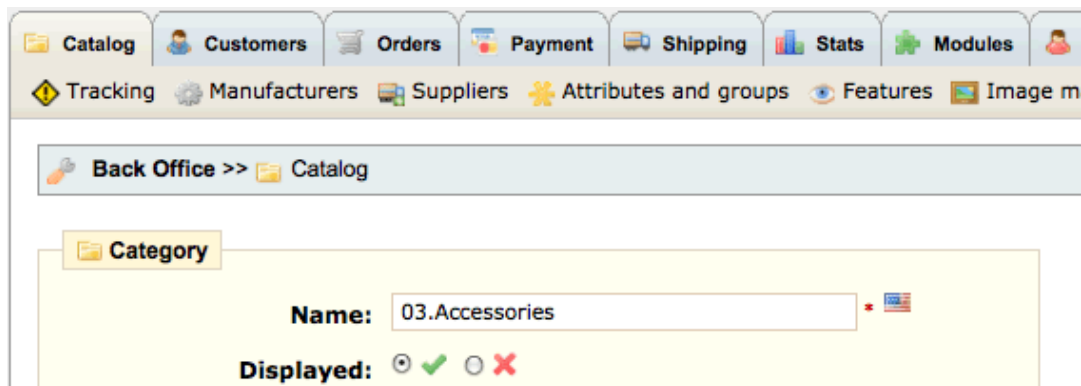 Catalog Customers Orders Payment Shipping Stats Modules
Tracking Manufacturers Suppliers Attributes and groups Features Image
Back Office >> Catalog
Category
Name: 03.Accessories *
Displayed: